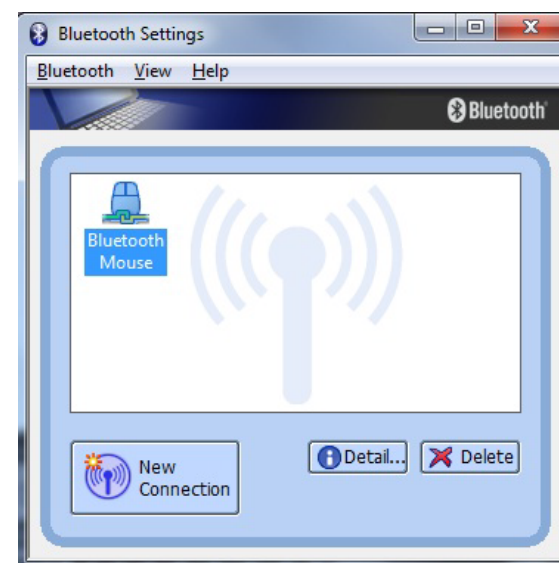 Bluetooth Settings
Bluetooth View Help
Bluetooth
Bluetooth
Mouse
New
Connection
Detail...
Delete